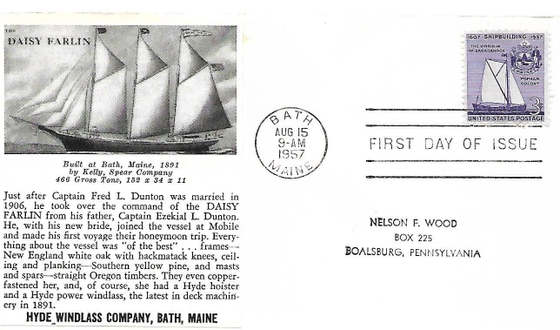 THE
DAISY FARLIN
Built at Bath, Maine, 1891
by Kelly, Spear Company
466 Gross Tons, 152 x 34 x 11
Just after Captain Fred L. Dunton was married in
1906, he took over the command of the DAISY
FARLIN from his father, Captain Ezekial L. Dunton.
He, with his new bride, joined the vessel at Mobile
and made his first voyage their honeymoon trip. Every-
thing about the vessel was "of the best" . . . frames—
New England white oak with hackmatack knees, ceil-
ing and planking—Southern yellow pine, and masts
and spars—straight Oregon timbers. They even copper-
fastened her, and, of course, she had a Hyde hoister
and a Hyde power windlass, the latest in deck machin-
ery in 1891.
HYDE WINDLASS COMPANY, BATH, MAINE
BATH
AUG 15
9-AM
1957
MAINE
1607 SHIPBUILDING 1957
THE VIRGINIA
OF SAGADAHOCK
POPHAM
COLONY
3¢
UNITED STATES POSTAGE
FIRST DAY OF ISSUE
NELSON F. WOOD
BOX 225
BOALSBURG, PENNSYLVANIA